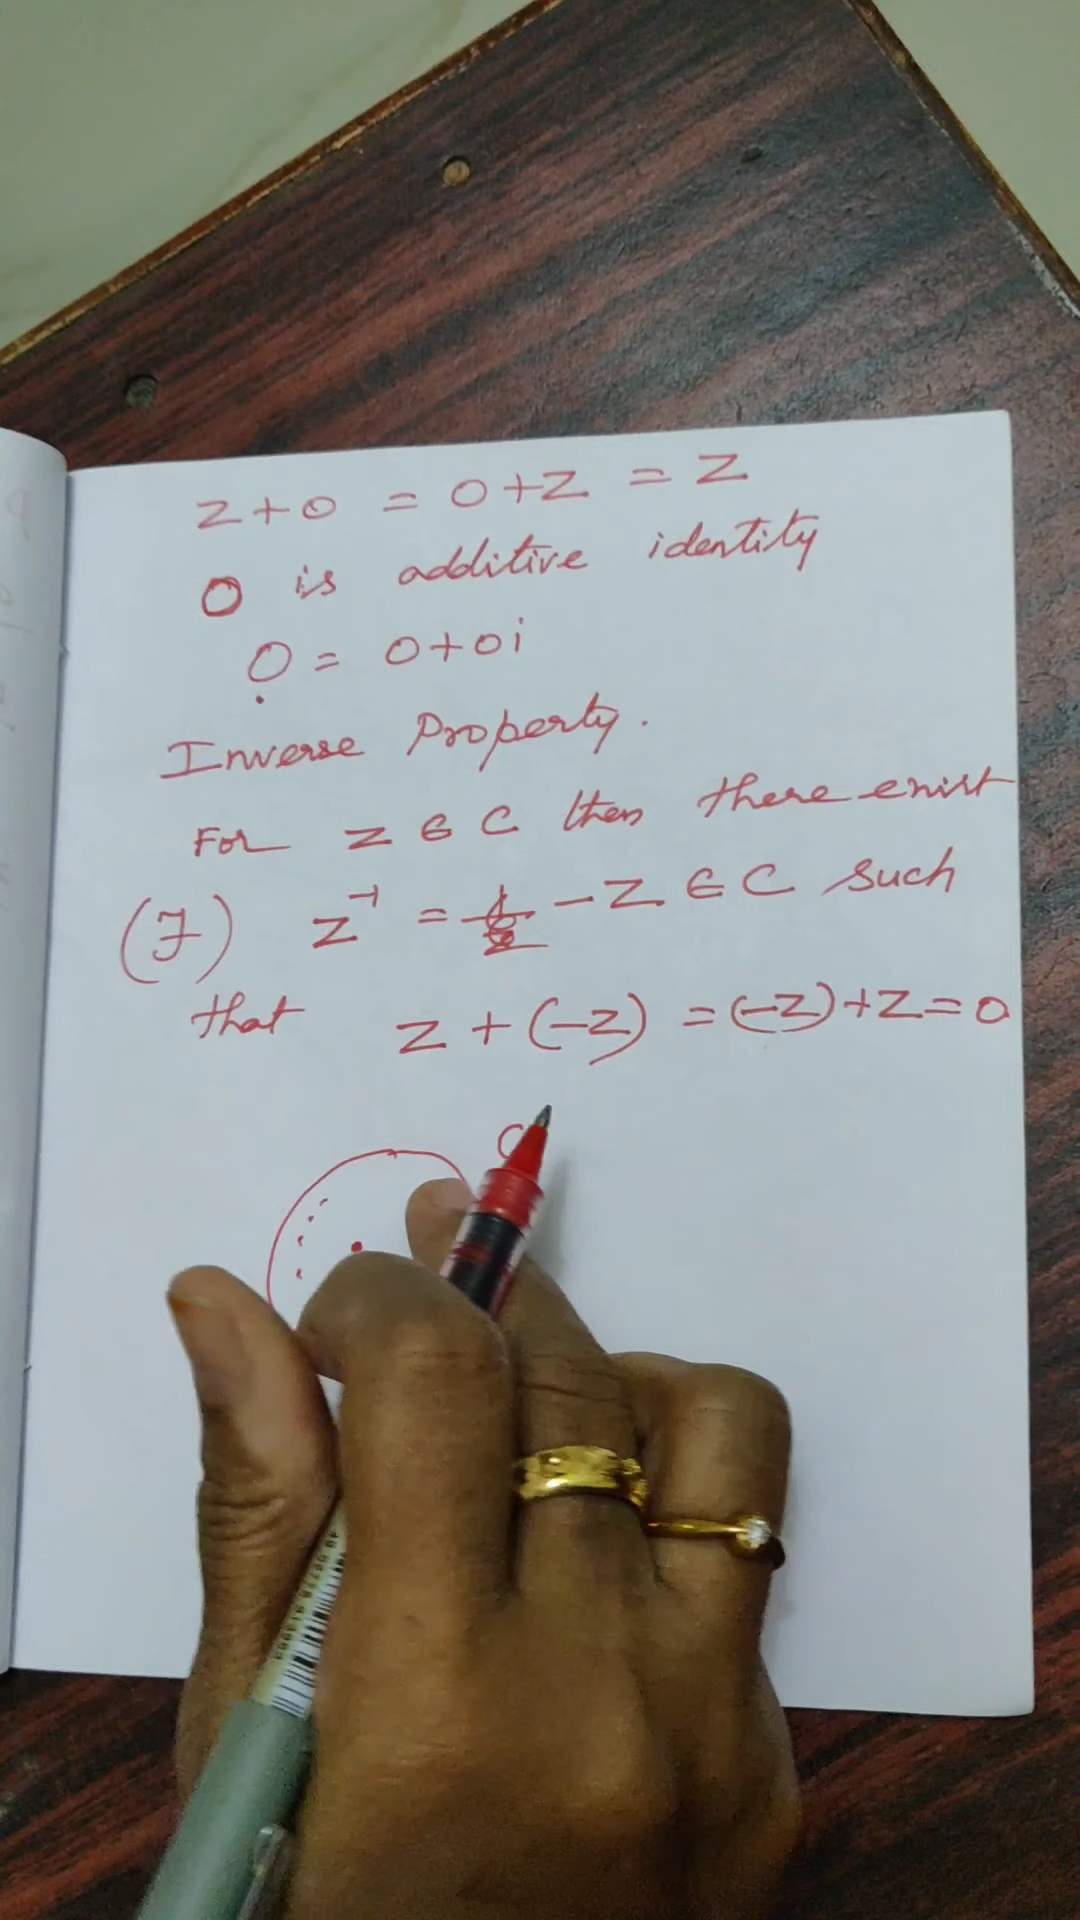 z + 0 = 0 + z = z
0 is additive identity
0 = 0 + 0i
Inverse Property.
For z ∈ C then there exist
(∃) z⁻¹ = -z ∈ C such
that z + (-z) = (-z) + z = 0
C